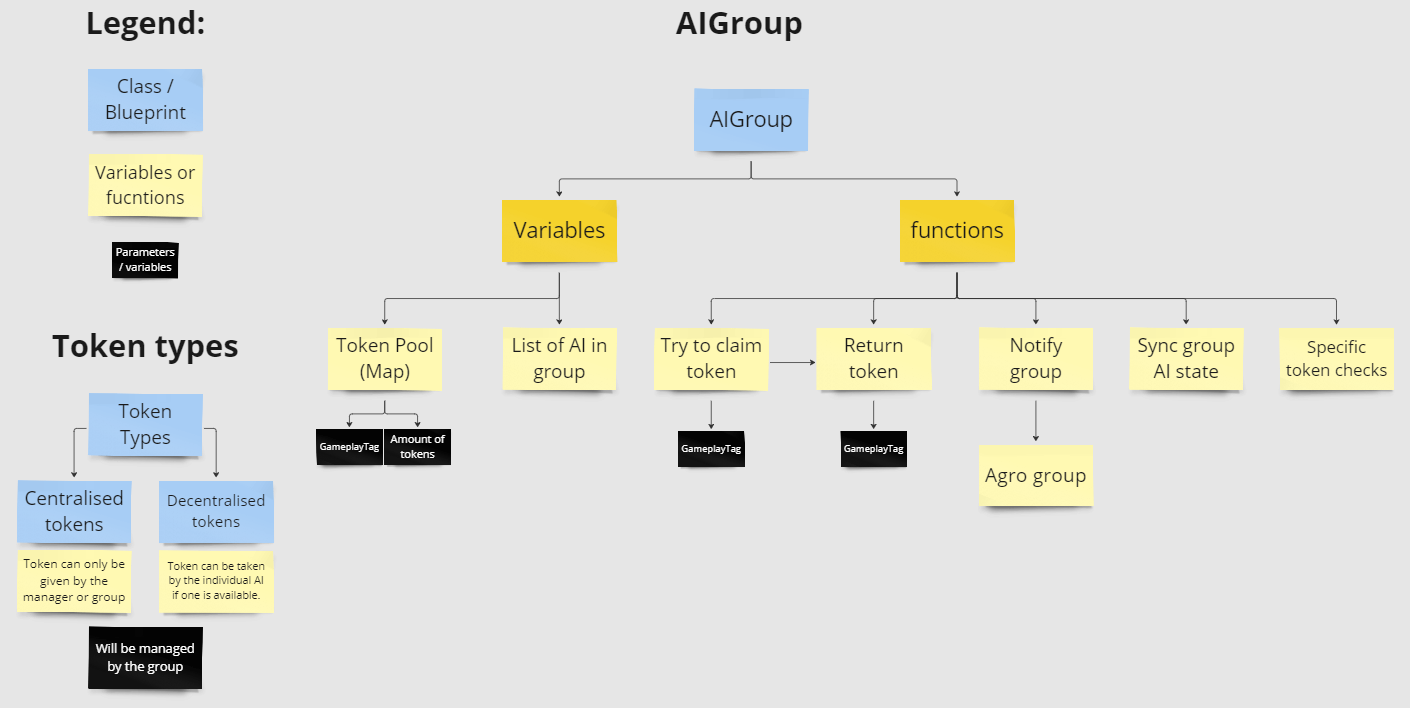 Legend:
Class /
Blueprint
Variables or
fucntions
Parameters
/ variables
Token types
Token
Types
Centralised
tokens
Decentralised
tokens
Token can only be
given by the
manager or group
Token can be taken
by the individual AI
if one is available.
Will be managed
by the group
AIGroup
AIGroup
Variables
functions
Token Pool
(Map)
List of AI in
group
Try to claim
token
Return
token
Notify
group
Sync group
AI state
Specific
token checks
GameplayTag
Amount of
tokens
GameplayTag
GameplayTag
Agro group